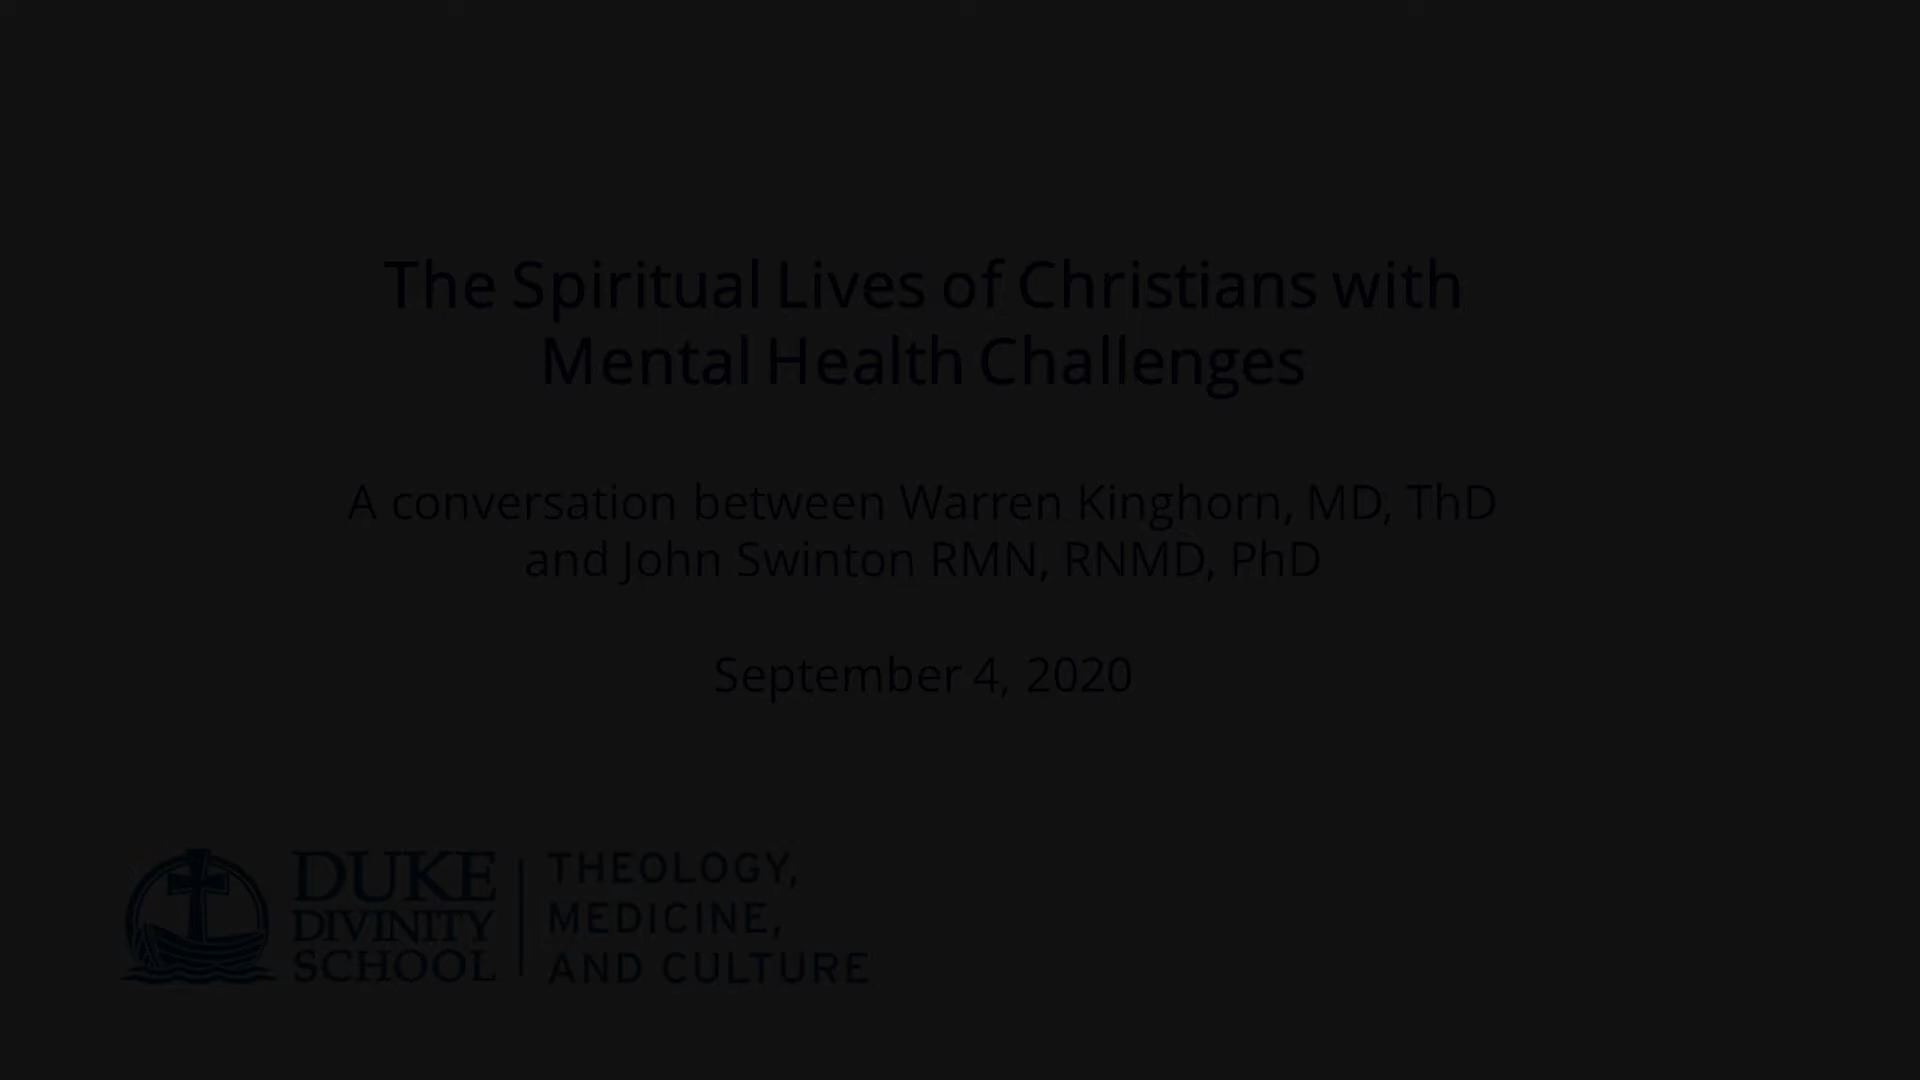 The Spiritual Lives of Christians with
Mental Health Challenges
A conversation between Warren Kinghorn, MD, ThD
and John Swinton RMN, RNMD, PhD
September 4, 2020
DUKE
DIVINITY
SCHOOL
THEOLOGY,
MEDICINE,
AND CULTURE